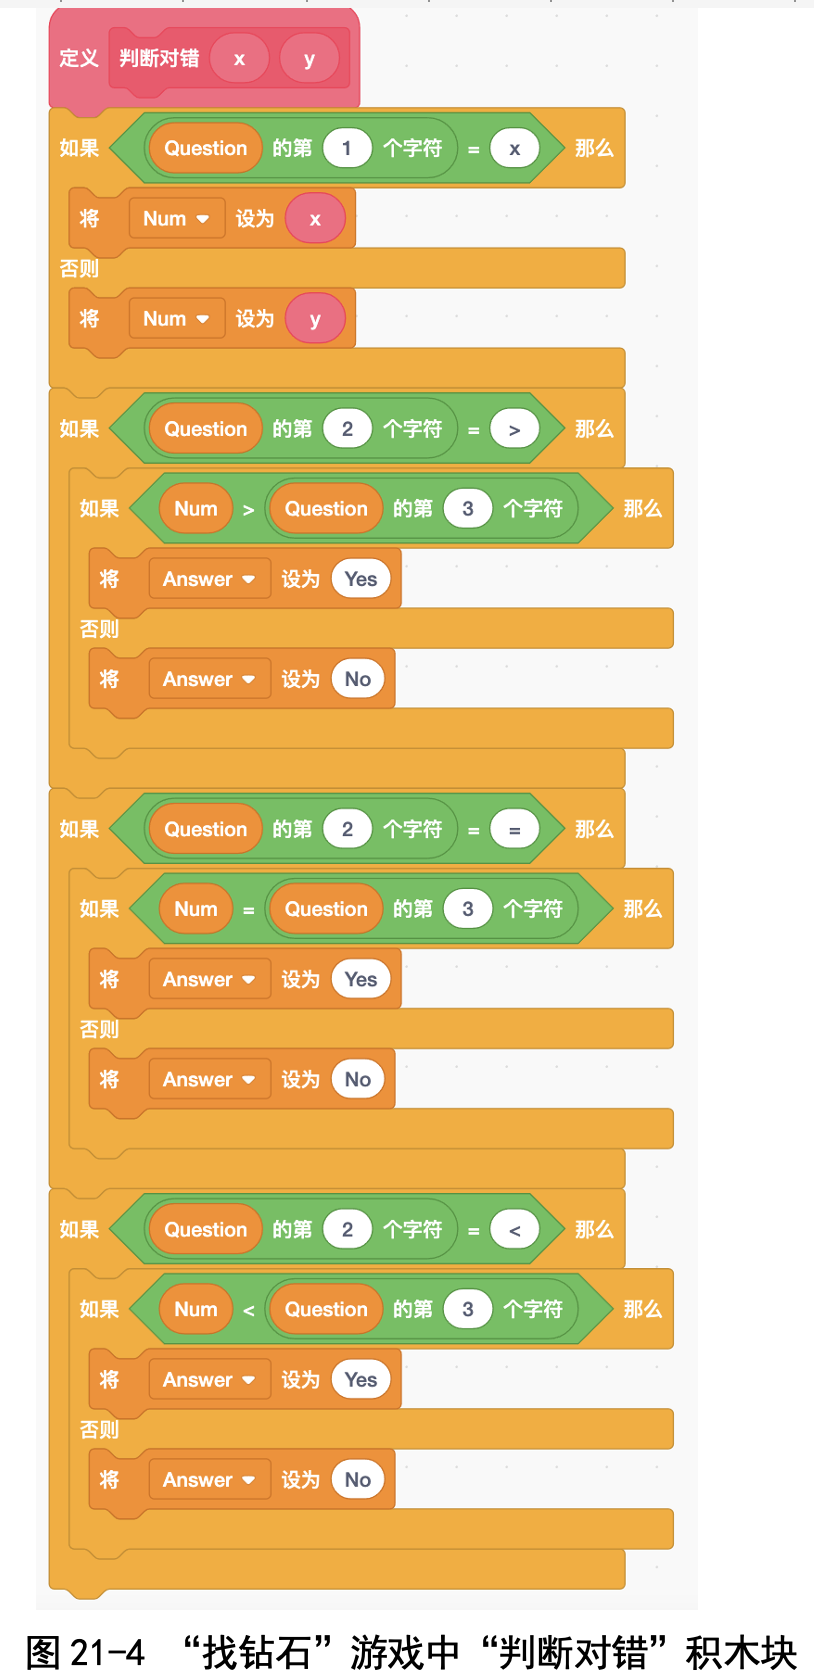 定义 判断对错 x y
如果 Question 的第 1 个字符 = x 那么
将 Num 设为 x
否则
将 Num 设为 y
如果 Question 的第 2 个字符 = > 那么
如果 Num > Question 的第 3 个字符 那么
将 Answer 设为 Yes
否则
将 Answer 设为 No
如果 Question 的第 2 个字符 = = 那么
如果 Num = Question 的第 3 个字符 那么
将 Answer 设为 Yes
否则
将 Answer 设为 No
如果 Question 的第 2 个字符 = < 那么
如果 Num < Question 的第 3 个字符 那么
将 Answer 设为 Yes
否则
将 Answer 设为 No
图 21-4 “找钻石”游戏中“判断对错”积木块